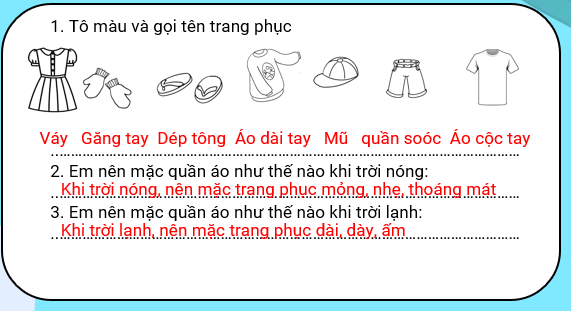 1. Tô màu và gọi tên trang phục
Váy Găng tay Dép tông Áo dài tay Mũ quần soóc Áo cộc tay
2. Em nên mặc quần áo như thế nào khi trời nóng:
Khi trời nóng, nên mặc trang phục mỏng, nhẹ, thoáng mát
3. Em nên mặc quần áo như thế nào khi trời lạnh:
Khi trời lạnh, nên mặc trang phục dài, dày, ấm